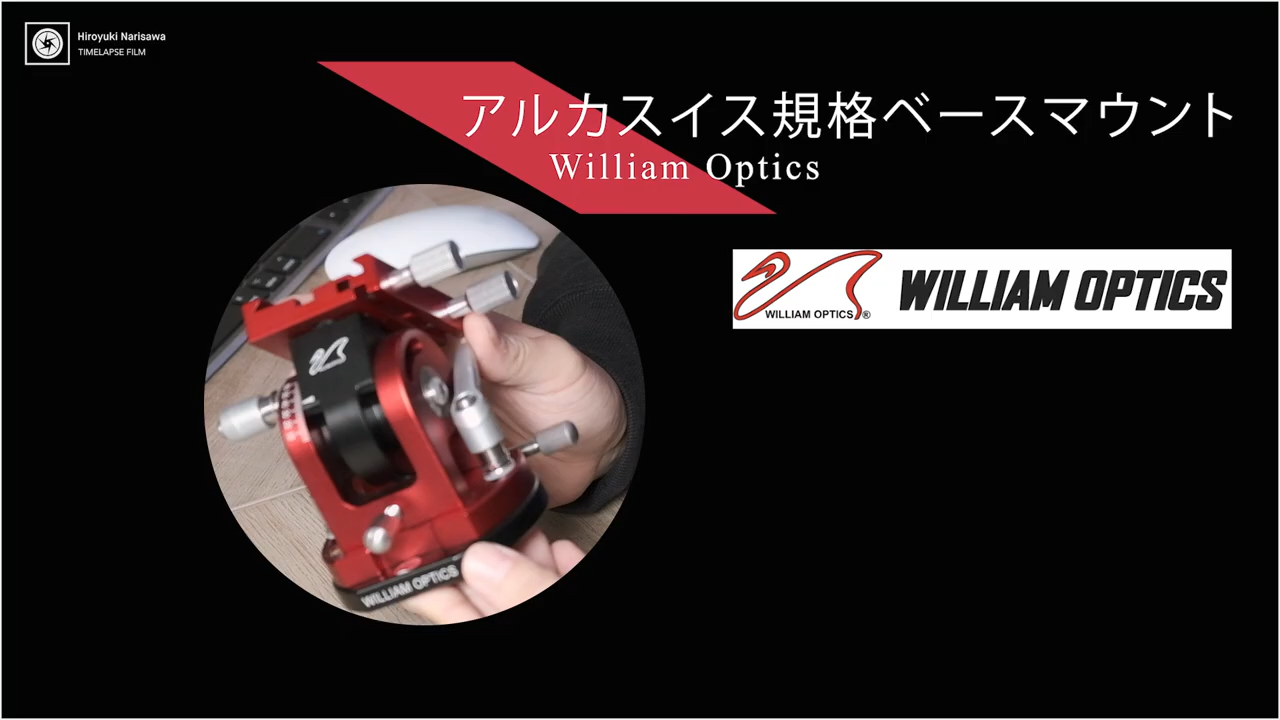 Hiroyuki Narisawa
TIMELAPSE FILM
アルカスイス規格ベースマウント
William Optics
WILLIAM OPTICS®
WILLIAM OPTICS
WILLIAM OPTICS